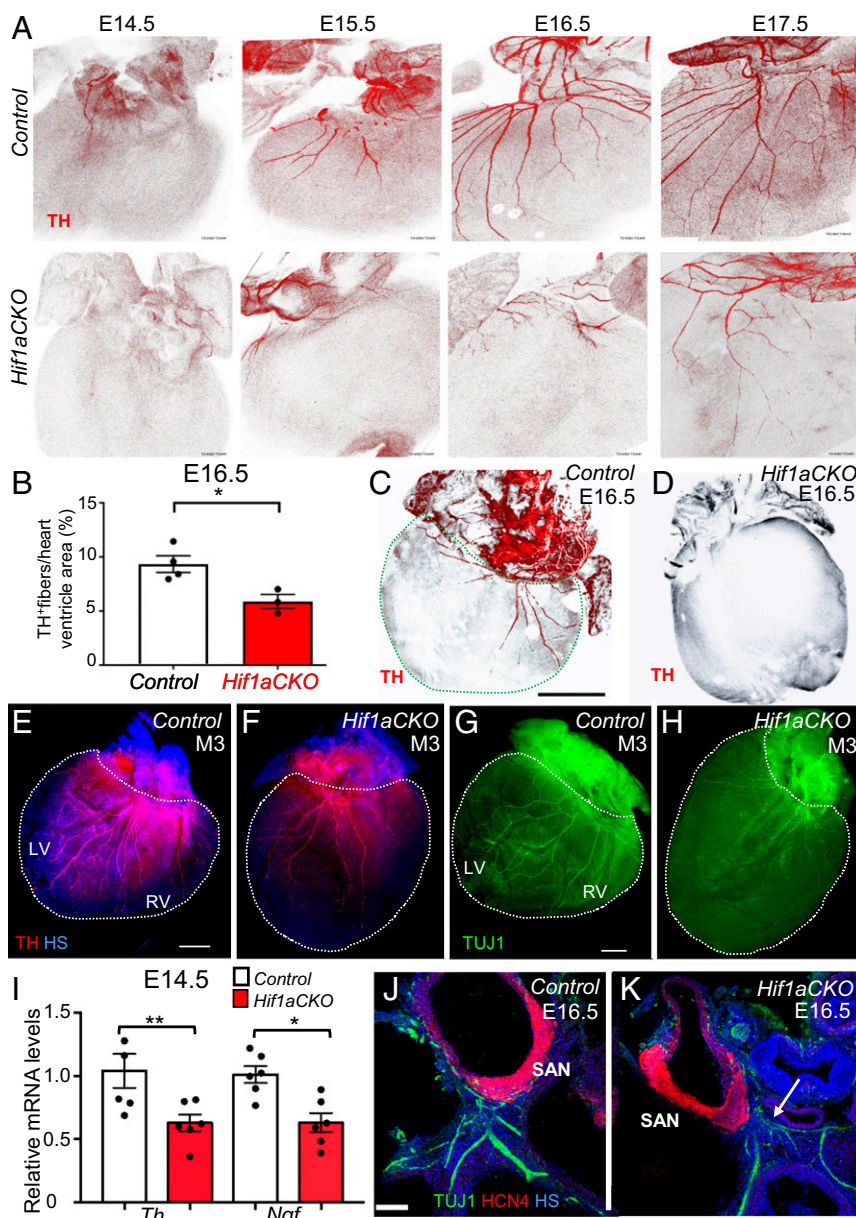 A
E14.5 E15.5 E16.5 E17.5
Control
TH
Hif1aCKO
B E16.5
TH+fibers/heart
ventricle area (%)
15
10
5
0
*
Control Hif1aCKO
C Control
E16.5
TH
D Hif1aCKO
E16.5
TH
E Control
M3
LV
RV
TH HS
F Hif1aCKO
M3
G Control
M3
LV
RV
TUJ1
H Hif1aCKO
M3
I E14.5
Control
Hif1aCKO
Relative mRNA levels
1.5
1.0
0.5
0
** *
Th Ngf
J Control
E16.5
SAN
TUJ1 HCN4 HS
K Hif1aCKO
E16.5
SAN